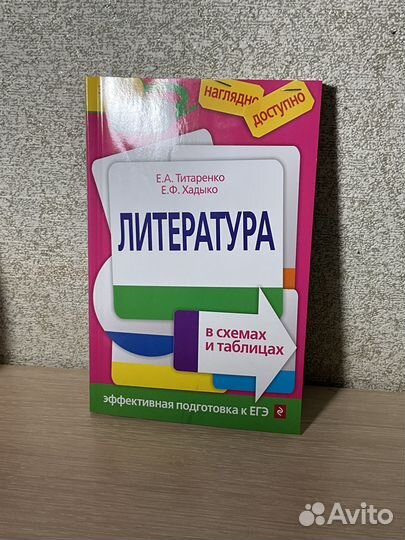 наглядно
доступно
Е.А. Титаренко
Е.Ф. Хадыко
ЛИТЕРАТУРА
в схемах
и таблицах
эффективная подготовка к ЕГЭ
Avito